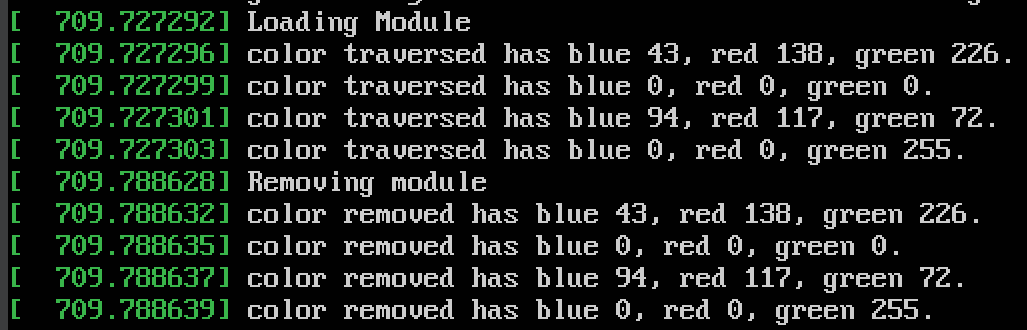 [  709.727292] Loading Module
[  709.727296] color traversed has blue 43, red 138, green 226.
[  709.727299] color traversed has blue 0, red 0, green 0.
[  709.727301] color traversed has blue 94, red 117, green 72.
[  709.727303] color traversed has blue 0, red 0, green 255.
[  709.788628] Removing module
[  709.788632] color removed has blue 43, red 138, green 226.
[  709.788635] color removed has blue 0, red 0, green 0.
[  709.788637] color removed has blue 94, red 117, green 72.
[  709.788639] color removed has blue 0, red 0, green 255.